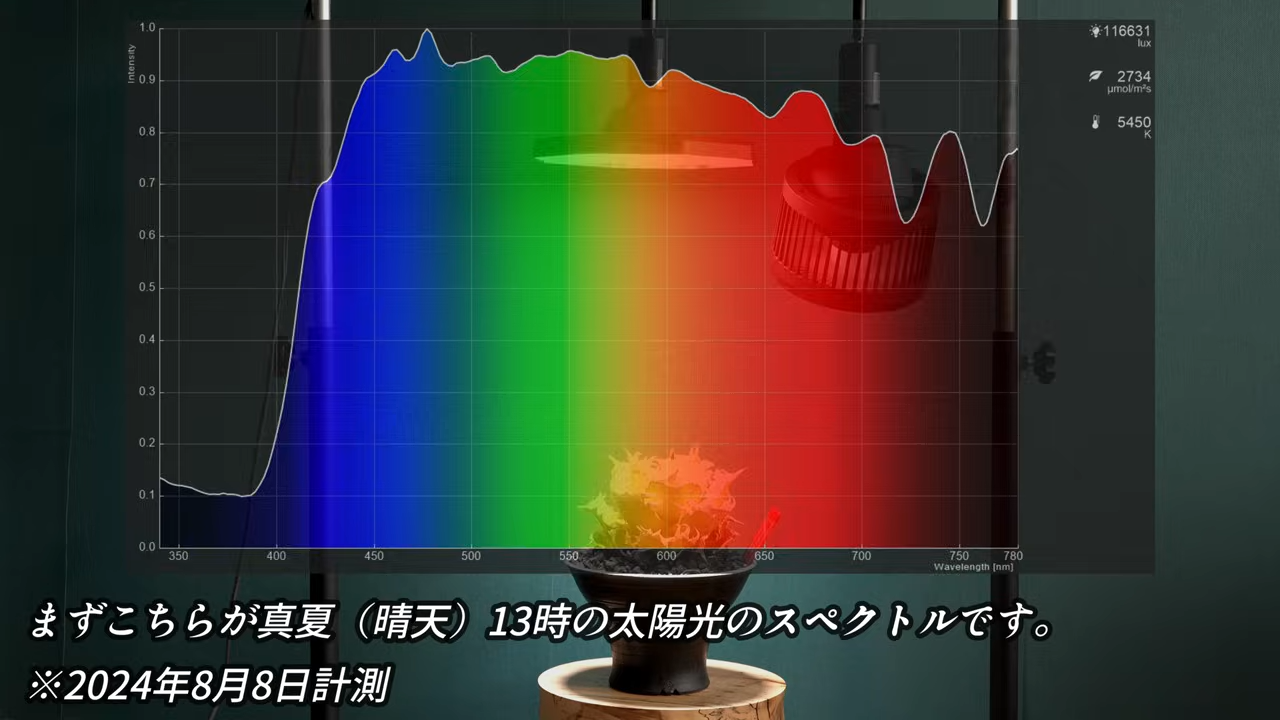 1.0
0.9
0.8
0.7
0.6
0.5
0.4
0.3
0.2
0.1
0.0
Intensity
350 400 450 500 550 600 650 700 750 780
Wavelength [nm]
116631
lux
2734
μmol/m²s
5450
K
まずこちらが真夏（晴天）13時の太陽光のスペクトルです。
※2024年8月8日計測